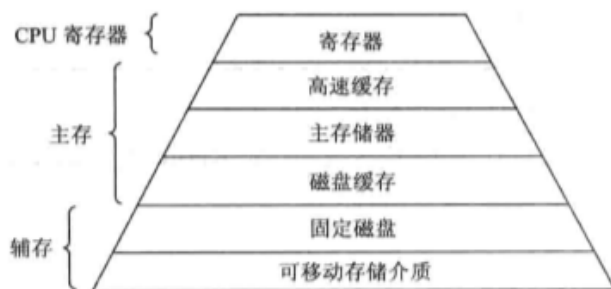 CPU 寄存器
寄存器
高速缓存
主存
主存储器
磁盘缓存
辅存
固定磁盘
可移动存储介质